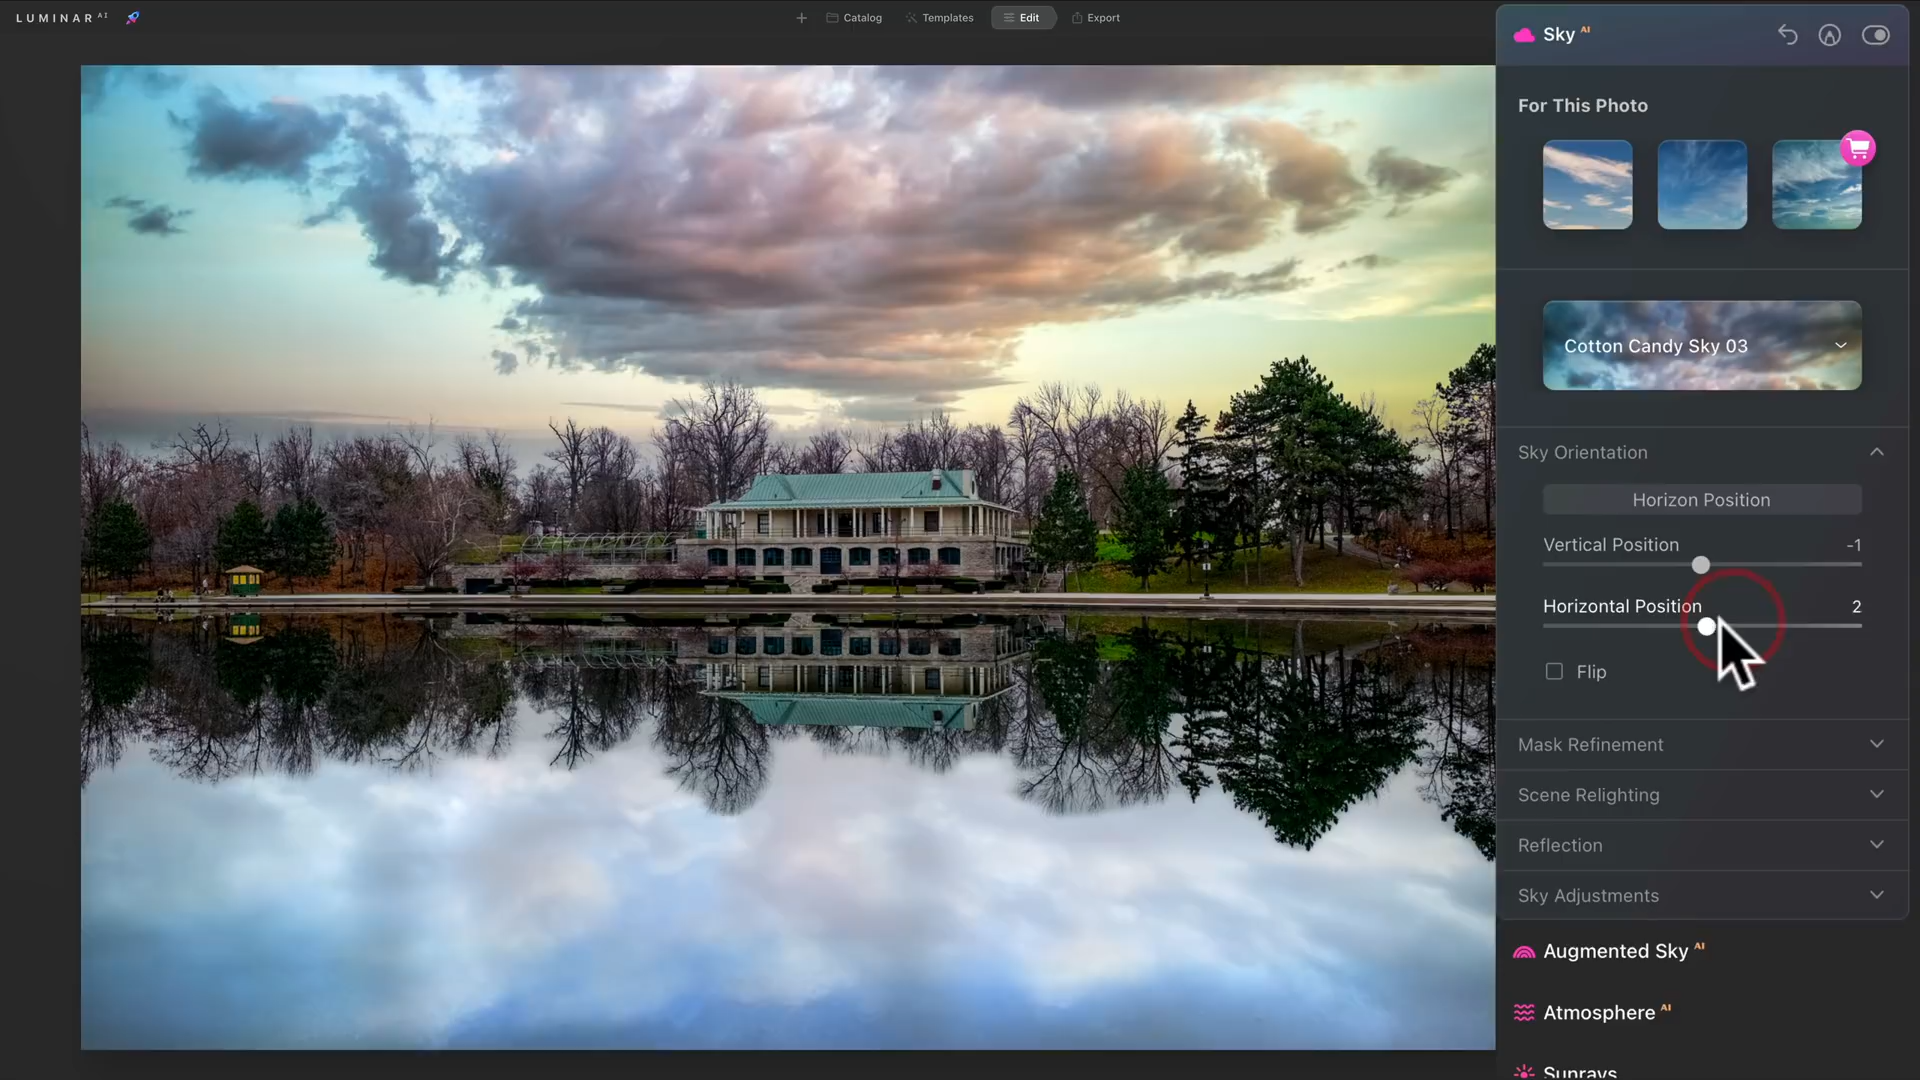 LUMINAR AI
Catalog
Templates
Edit
Export
Sky AI
For This Photo
Cotton Candy Sky 03
Sky Orientation
Horizon Position
Vertical Position -1
Horizontal Position 2
Flip
Mask Refinement
Scene Relighting
Reflection
Sky Adjustments
Augmented Sky AI
Atmosphere AI
Sunrays